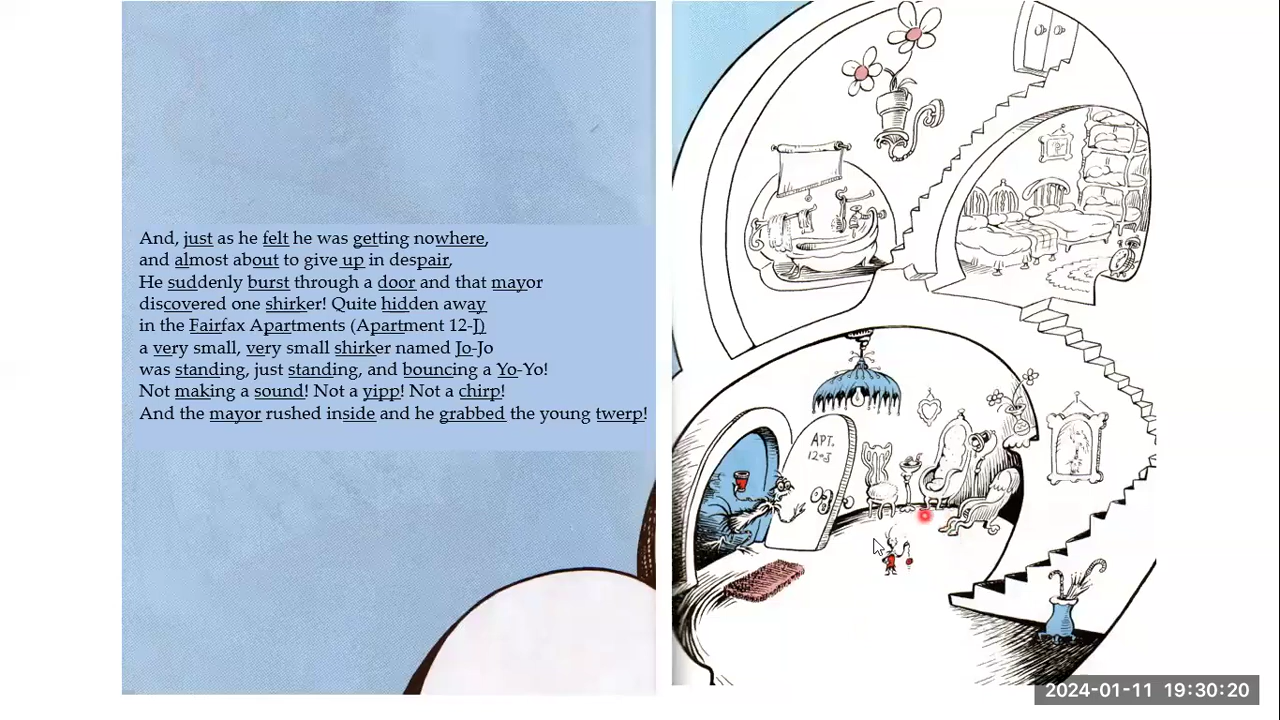 And, just as he felt he was getting nowhere,
and almost about to give up in despair,
He suddenly burst through a door and that mayor
discovered one shirker! Quite hidden away
in the Fairfax Apartments (Apartment 12-J)
a very small, very small shirker named Jo-Jo
was standing, just standing, and bouncing a Yo-Yo!
Not making a sound! Not a yipp! Not a chirp!
And the mayor rushed inside and he grabbed the young twerp!
APT.
12-J
2024-01-11 19:30:20